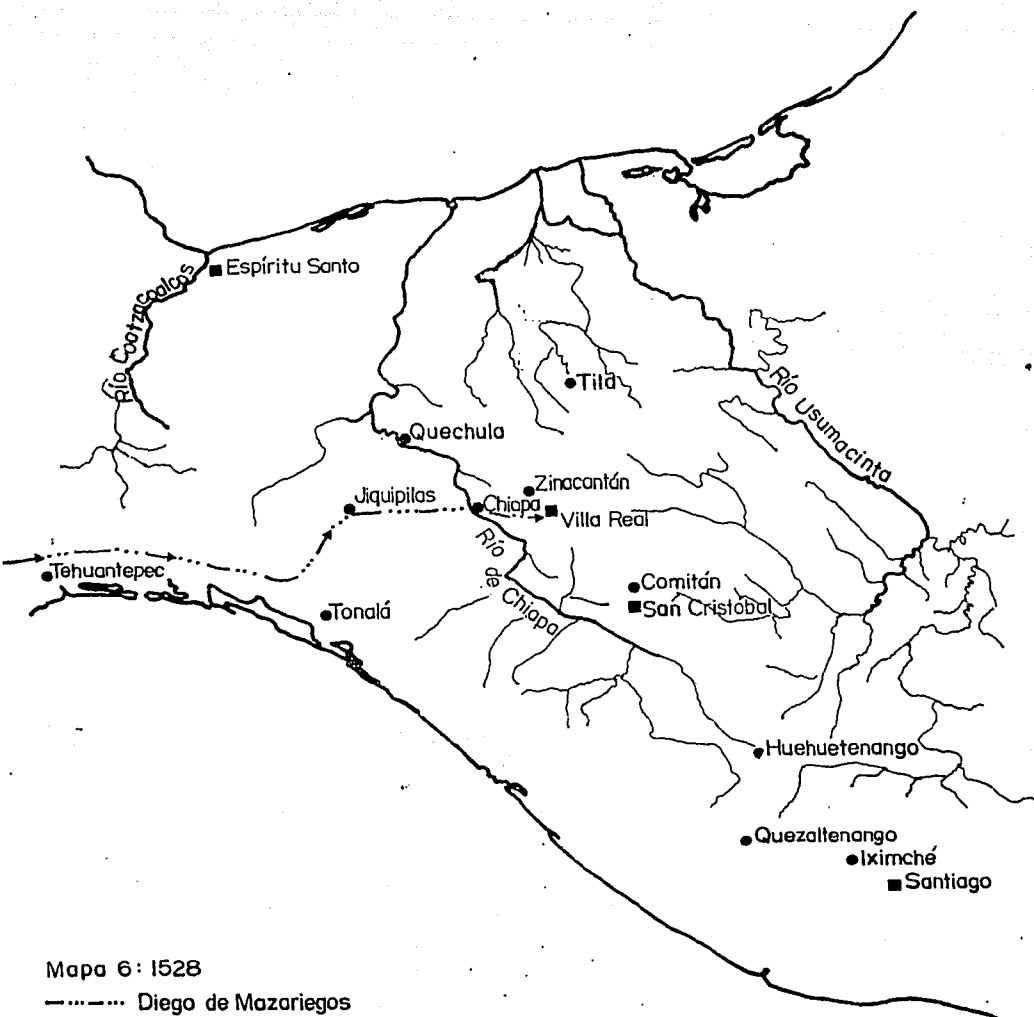 Espíritu Santo
Río Coatzacoalcos
Tila
Río Usumacinta
Quechula
Zinacantán
Jiquipilas
Chiapa
Villa Real
Río de Chiapa
Tehuantepec
Comitán
San Cristóbal
Tonalá
Huehuetenango
Quezaltenango
Iximché
Santiago
Mapa 6: 1528
Diego de Mazariegos